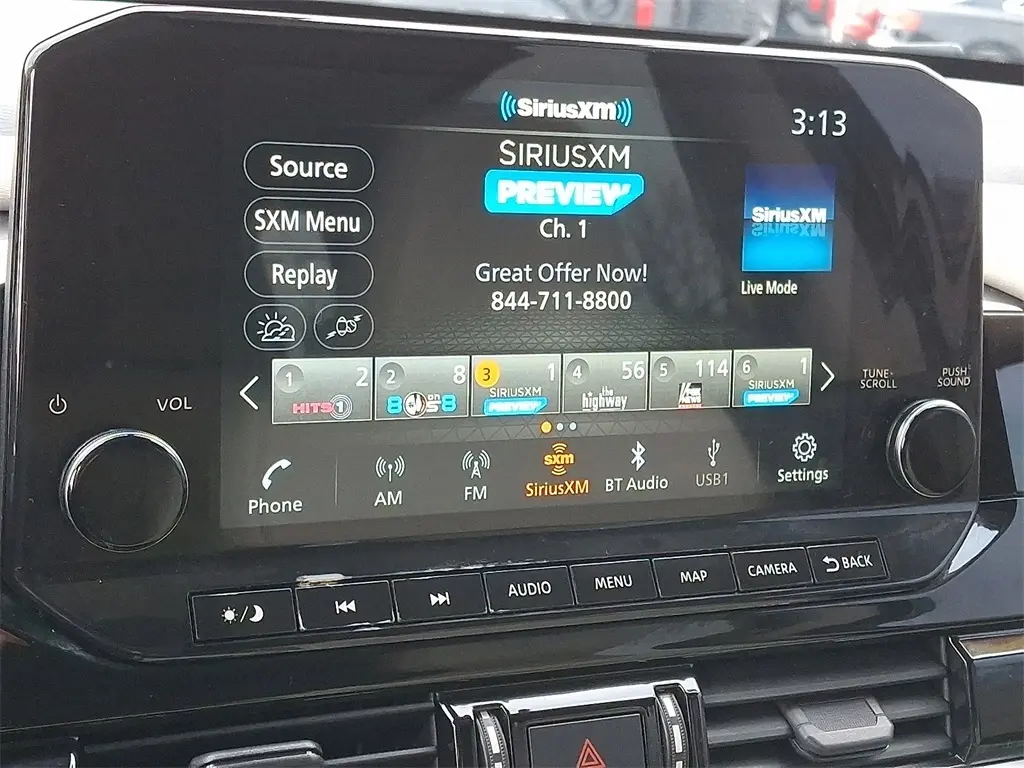 SiriusXM
3:13
Source
SIRIUSXM
PREVIEW
SXM Menu
Ch. 1
SiriusXM
Replay
Great Offer Now!
Live Mode
844-711-8800
1 2
HITS 1
2 8
80s on 8
3 1
SIRIUSXM
PREVIEW
4 56
the
highway
5 114
6 1
SIRIUSXM
PREVIEW
TUNE·
SCROLL
PUSH
SOUND
VOL
Phone
AM
FM
sxm
SiriusXM
BT Audio
USB1
Settings
AUDIO
MENU
MAP
CAMERA
BACK